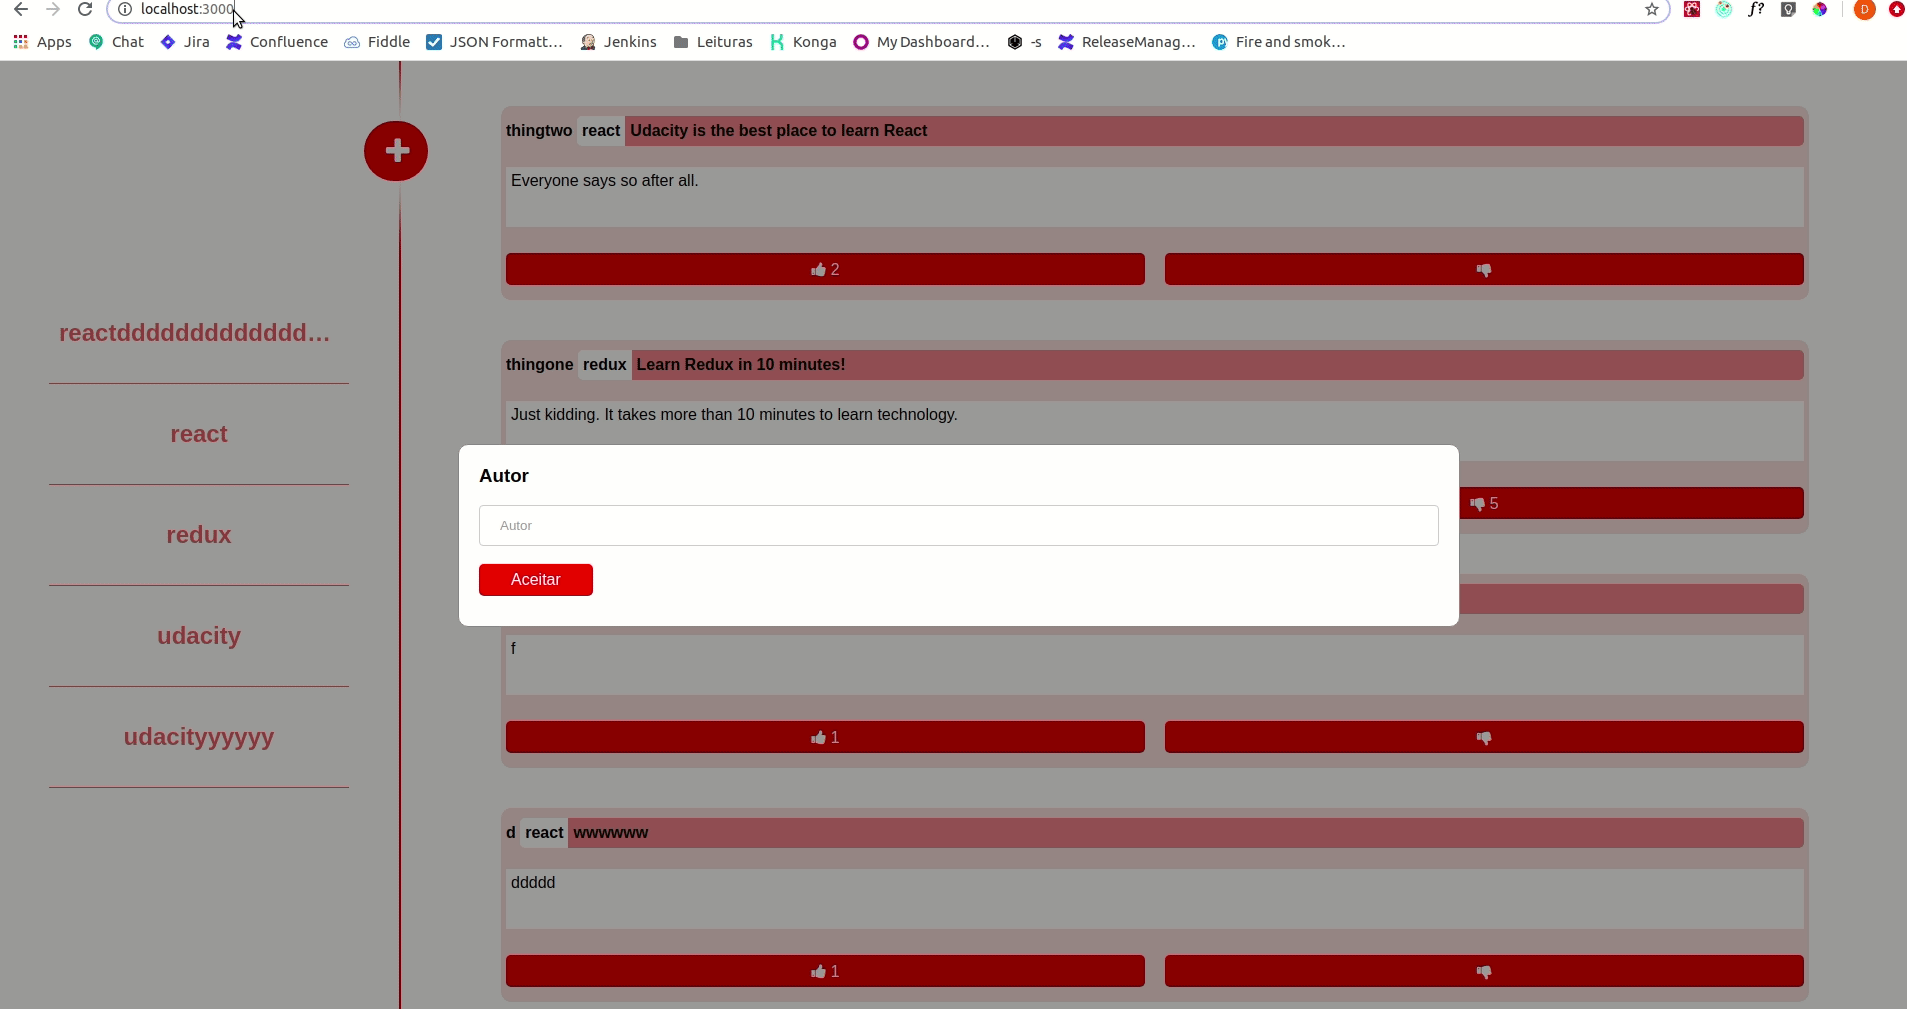 localhost:3000
f?
D
Apps Chat Jira Confluence Fiddle JSON Formatt... Jenkins Leituras Konga My Dashboard... -s ReleaseManag... Fire and smok...
thingtwo react Udacity is the best place to learn React
Everyone says so after all.
2
reactddddddddddddd...
thingone redux Learn Redux in 10 minutes!
Just kidding. It takes more than 10 minutes to learn technology.
react
Autor
5
Autor
redux
Aceitar
udacity
f
udacityyyyyy
1
d react wwwwww
ddddd
1